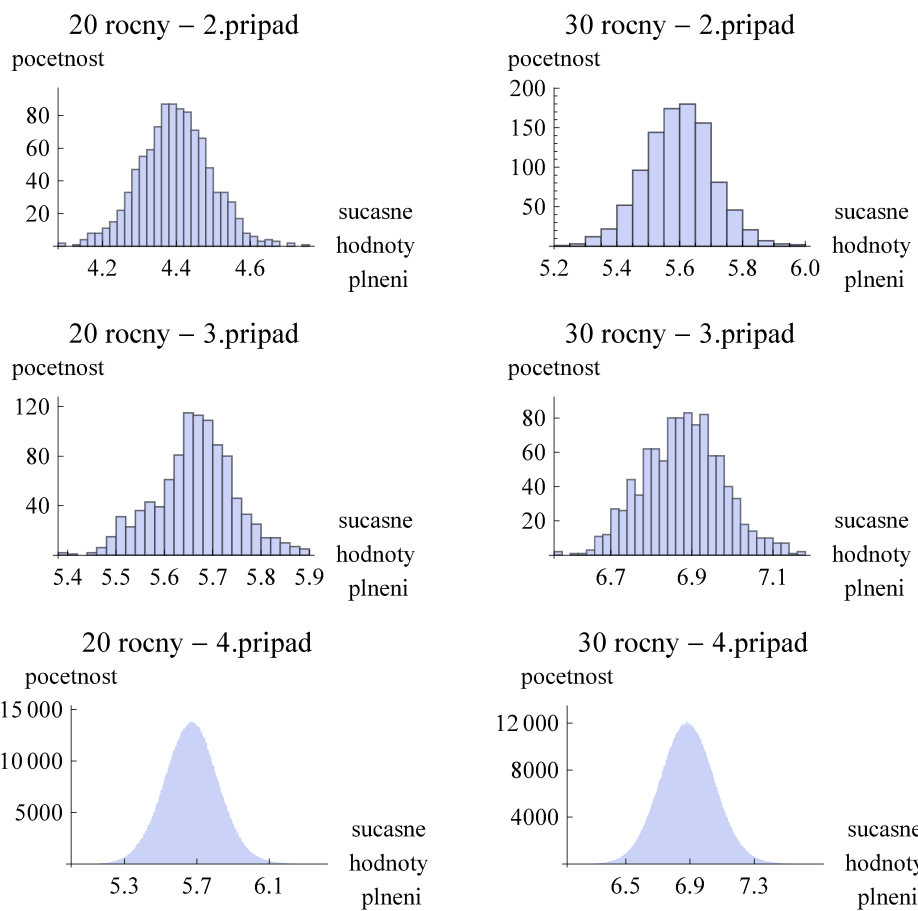 20 rocny − 2.pripad
pocetnost
80
60
40
20
4.2 4.4 4.6
sucasne
hodnoty
plneni
30 rocny − 2.pripad
pocetnost
200
150
100
50
5.2 5.4 5.6 5.8 6.0
sucasne
hodnoty
plneni
20 rocny − 3.pripad
pocetnost
120
80
40
5.4 5.5 5.6 5.7 5.8 5.9
sucasne
hodnoty
plneni
30 rocny − 3.pripad
pocetnost
80
60
40
20
6.7 6.9 7.1
sucasne
hodnoty
plneni
20 rocny − 4.pripad
pocetnost
15 000
10 000
5000
5.3 5.7 6.1
sucasne
hodnoty
plneni
30 rocny − 4.pripad
pocetnost
12 000
8000
4000
6.5 6.9 7.3
sucasne
hodnoty
plneni